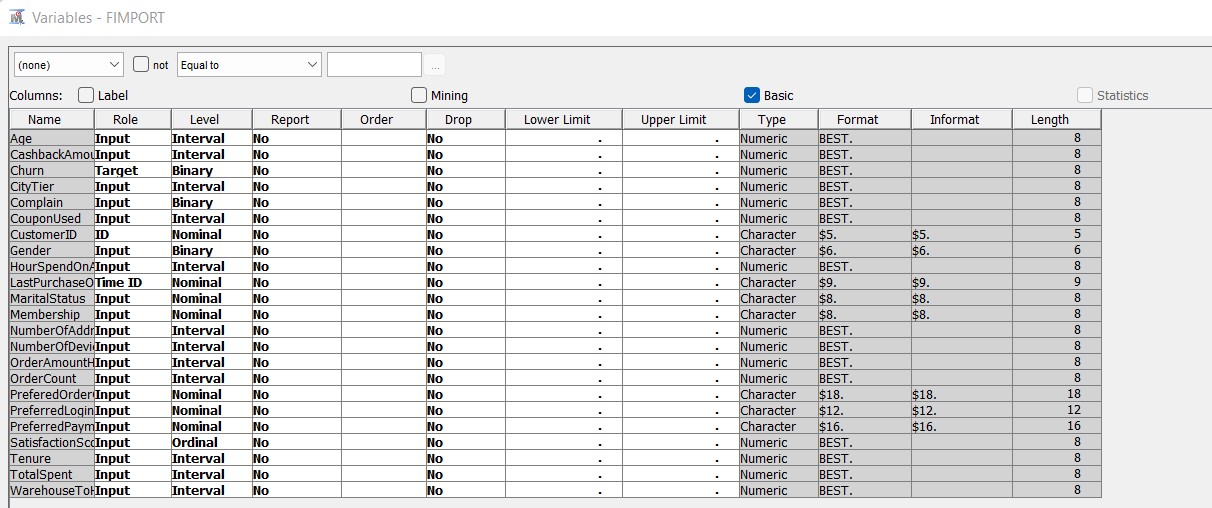 Variables - FIMPORT
(none) not Equal to ...
Columns: Label Mining Basic Statistics
Name Role Level Report Order Drop Lower Limit Upper Limit Type Format Informat Length
Age Input Interval No No . . Numeric BEST. 8
CashbackAmou Input Interval No No . . Numeric BEST. 8
Churn Target Binary No No . . Numeric BEST. 8
CityTier Input Interval No No . . Numeric BEST. 8
Complain Input Binary No No . . Numeric BEST. 8
CouponUsed Input Interval No No . . Numeric BEST. 8
CustomerID ID Nominal No No . . Character $5. $5. 5
Gender Input Binary No No . . Character $6. $6. 6
HourSpendOnA Input Interval No No . . Numeric BEST. 8
LastPurchaseO Time ID Nominal No No . . Character $9. $9. 9
MaritalStatus Input Nominal No No . . Character $8. $8. 8
Membership Input Nominal No No . . Character $8. $8. 8
NumberOfAddr Input Interval No No . . Numeric BEST. 8
NumberOfDevi Input Interval No No . . Numeric BEST. 8
OrderAmountH Input Interval No No . . Numeric BEST. 8
OrderCount Input Interval No No . . Numeric BEST. 8
PreferedOrder Input Nominal No No . . Character $18. $18. 18
PreferredLogin Input Nominal No No . . Character $12. $12. 12
PreferredPaym Input Nominal No No . . Character $16. $16. 16
SatisfactionSco Input Ordinal No No . . Numeric BEST. 8
Tenure Input Interval No No . . Numeric BEST. 8
TotalSpent Input Interval No No . . Numeric BEST. 8
WarehouseToH Input Interval No No . . Numeric BEST. 8